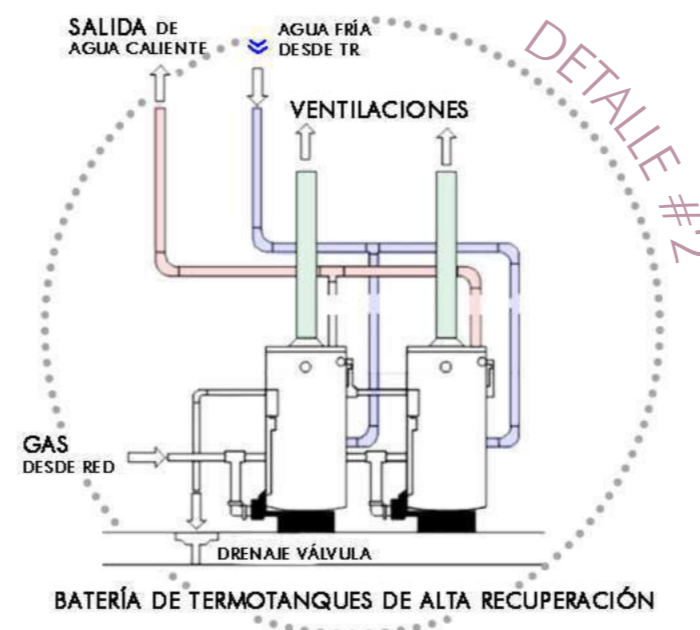 SALIDA DE
AGUA CALIENTE
AGUA FRÍA
DESDE TR
DETALLE #2
VENTILACIONES
GAS
DESDE RED
DRENAJE VÁLVULA
BATERÍA DE TERMOTANQUES DE ALTA RECUPERACIÓN